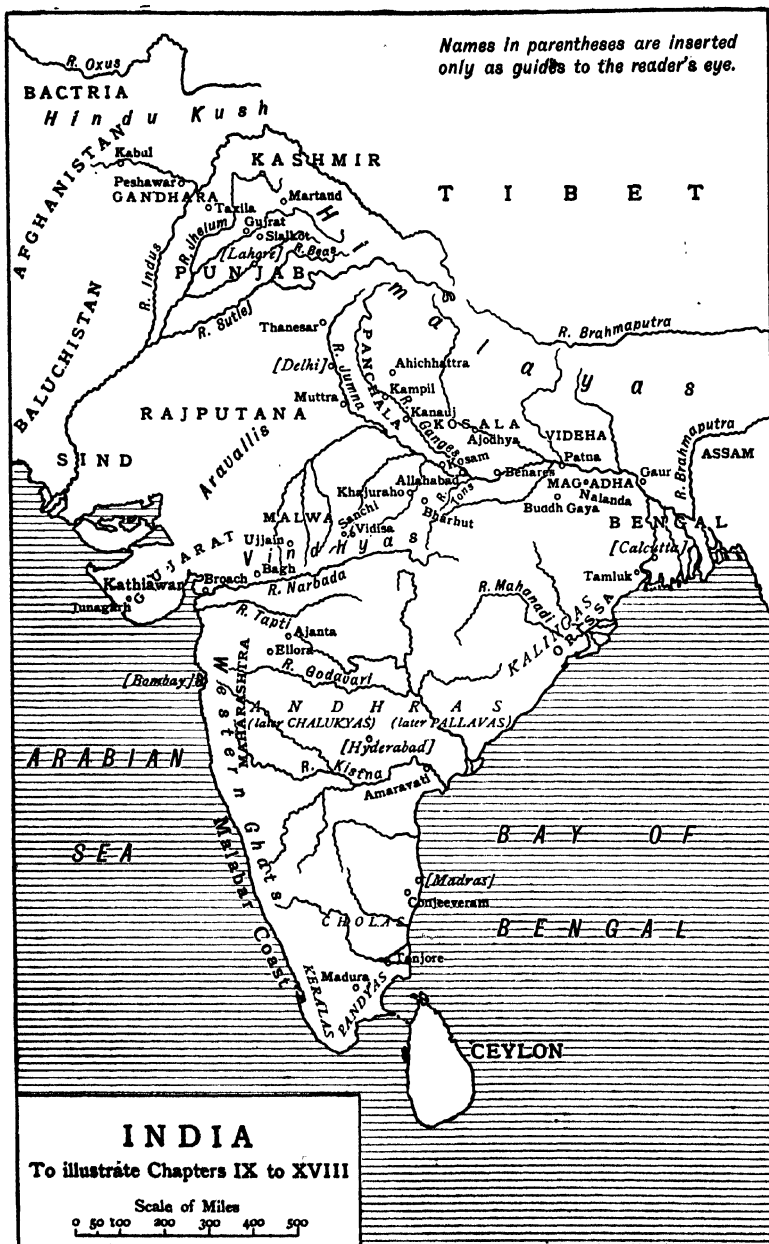 Names in parentheses are inserted
only as guides to the reader's eye.
R. Oxus
BACTRIA
Hindu Kush
AFGHANISTAN
Kabul
KASHMIR
Peshawar
GANDHARA
Taxila
Martand
TIBET
Himalayas
R. Jhelum
Gujrat
Sialkot
[Lahore]
R. Beas
PUNJAB
R. Indus
R. Sutlej
BALUCHISTAN
Thanesar
R. Brahmaputra
[Delhi]
PANCHALA
Ahichhattra
R. Jumna
Kampil
Muttra
RAJPUTANA
R. Ganges
Kanauj
KOSALA
Ajodhya
VIDEHA
R. Brahmaputra
ASSAM
SIND
Aravallis
Kosam
Benares
Patna
Allahabad
MAGADHA
Gaur
Khajuraho
R. Tons
Nalanda
Buddh Gaya
Bharhut
MALWA
Sanchi
Vidisa
BENGAL
Ujjain
Vindhyas
[Calcutta]
GUJARAT
Kathiawar
Bagh
Broach
R. Narbada
Tamluk
Junagarh
R. Mahanadi
R. Tapti
Ajanta
Ellora
KALINGAS
ORISSA
MAHARASHTRA
R. Godavari
[Bombay]
Western Ghats
ANDHRAS
(later CHALUKYAS) (later PALLAVAS)
[Hyderabad]
ARABIAN
SEA
R. Kistna
Amaravati
BAY OF
BENGAL
Malabar Coast
[Madras]
Conjeeveram
CHOLAS
Tanjore
Madura
KERALAS
PANDYAS
CEYLON
INDIA
To illustrate Chapters IX to XVIII
Scale of Miles
0 50 100 200 300 400 500